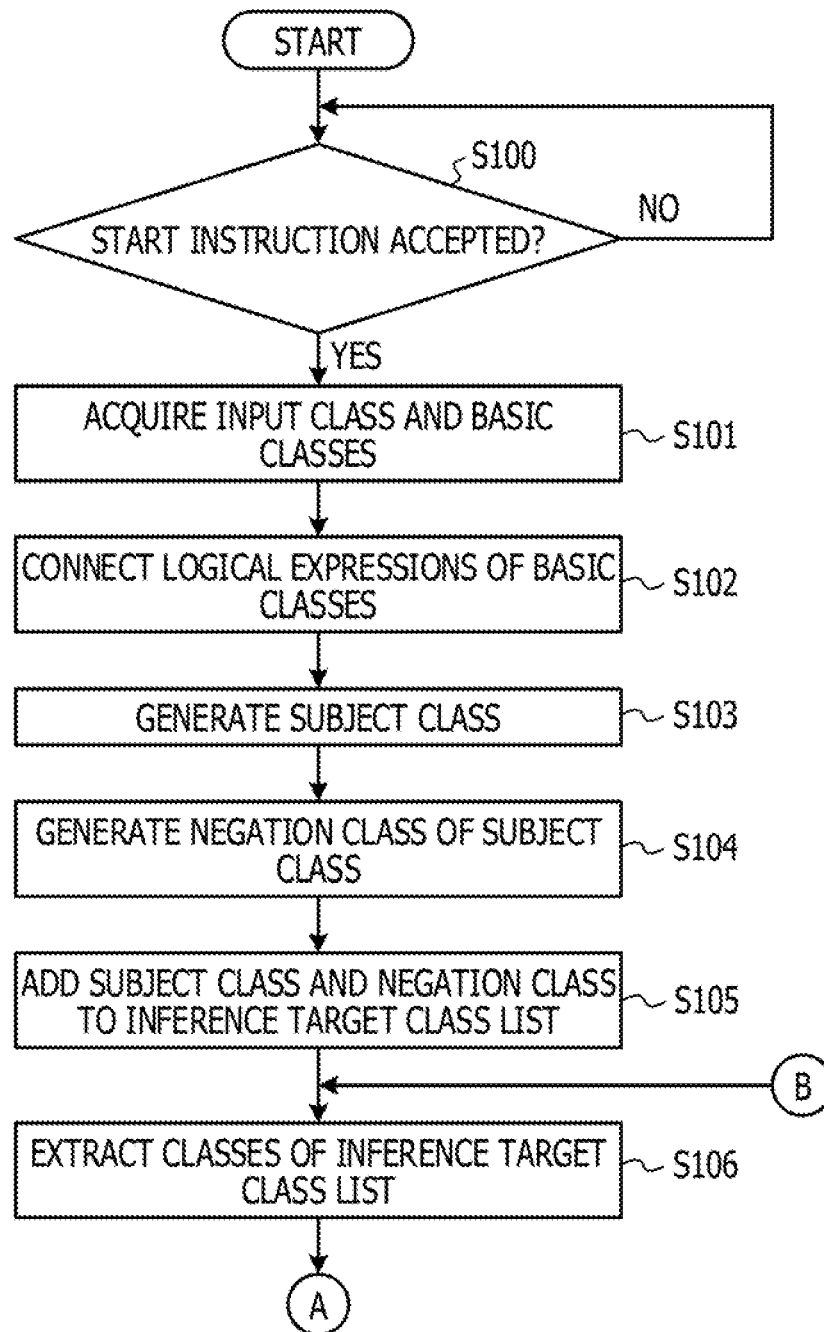 START
S100
NO
START INSTRUCTION ACCEPTED?
YES
ACQUIRE INPUT CLASS AND BASIC
CLASSES
S101
CONNECT LOGICAL EXPRESSIONS OF BASIC
CLASSES
S102
GENERATE SUBJECT CLASS
S103
GENERATE NEGATION CLASS OF SUBJECT
CLASS
S104
ADD SUBJECT CLASS AND NEGATION CLASS
TO INFERENCE TARGET CLASS LIST
S105
B
EXTRACT CLASSES OF INFERENCE TARGET
CLASS LIST
S106
A